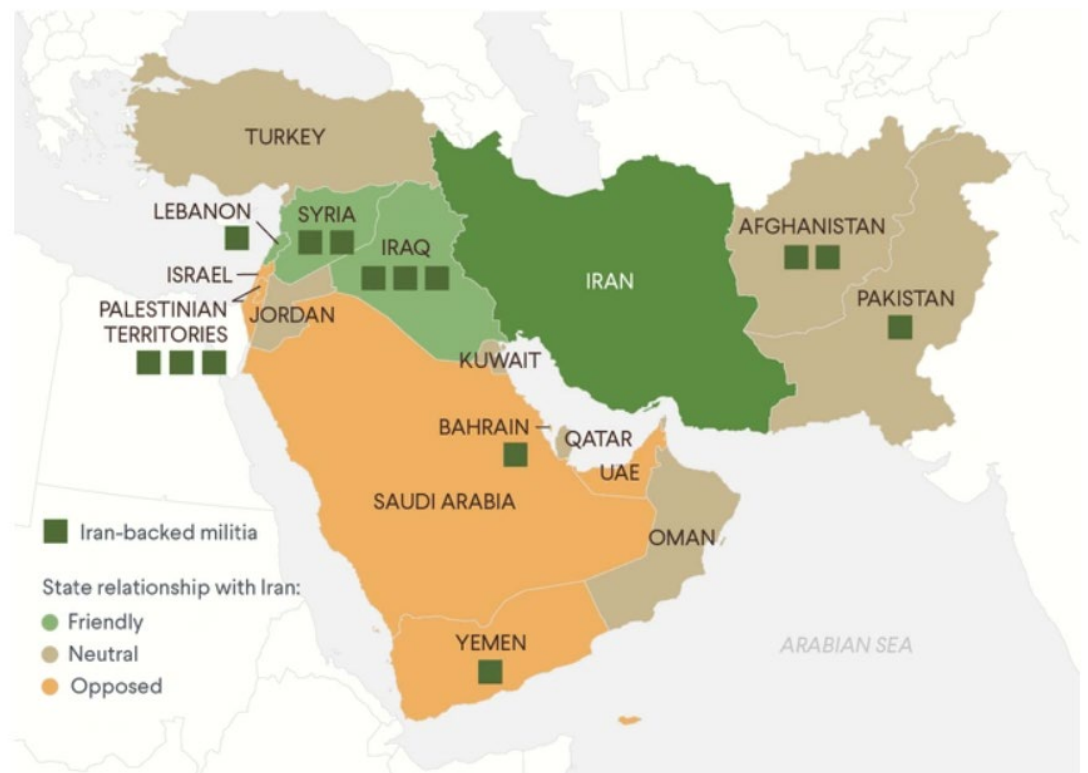 TURKEY
LEBANON
SYRIA
IRAQ
ISRAEL
PALESTINIAN
TERRITORIES
JORDAN
IRAN
AFGHANISTAN
PAKISTAN
KUWAIT
BAHRAIN
QATAR
UAE
SAUDI ARABIA
OMAN
YEMEN
ARABIAN SEA
Iran-backed militia
State relationship with Iran:
Friendly
Neutral
Opposed